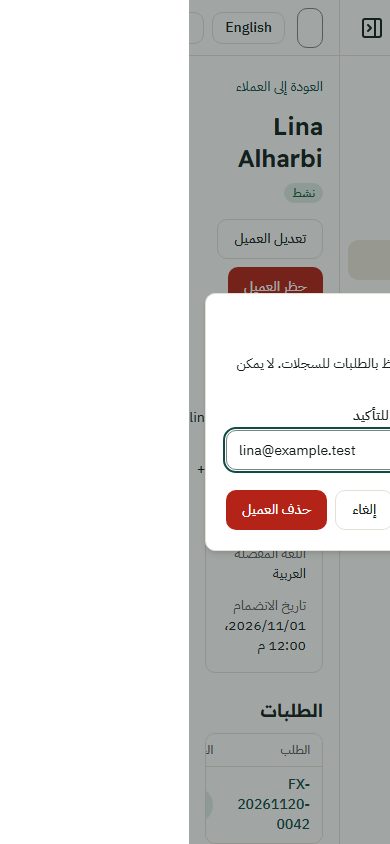 English
العودة إلى العملاء
Lina
Alharbi
نشط
تعديل العميل
حظر العميل
بالطلبات للسجلات. لا يمكن
للتأكيد
lin
lina@example.test
+
حذف العميل
إلغاء
اللغة المفضلة
العربية
تاريخ الانضمام
2026/11/01،
12:00 م
الطلبات
الطلب
FX-
20261120-
0042